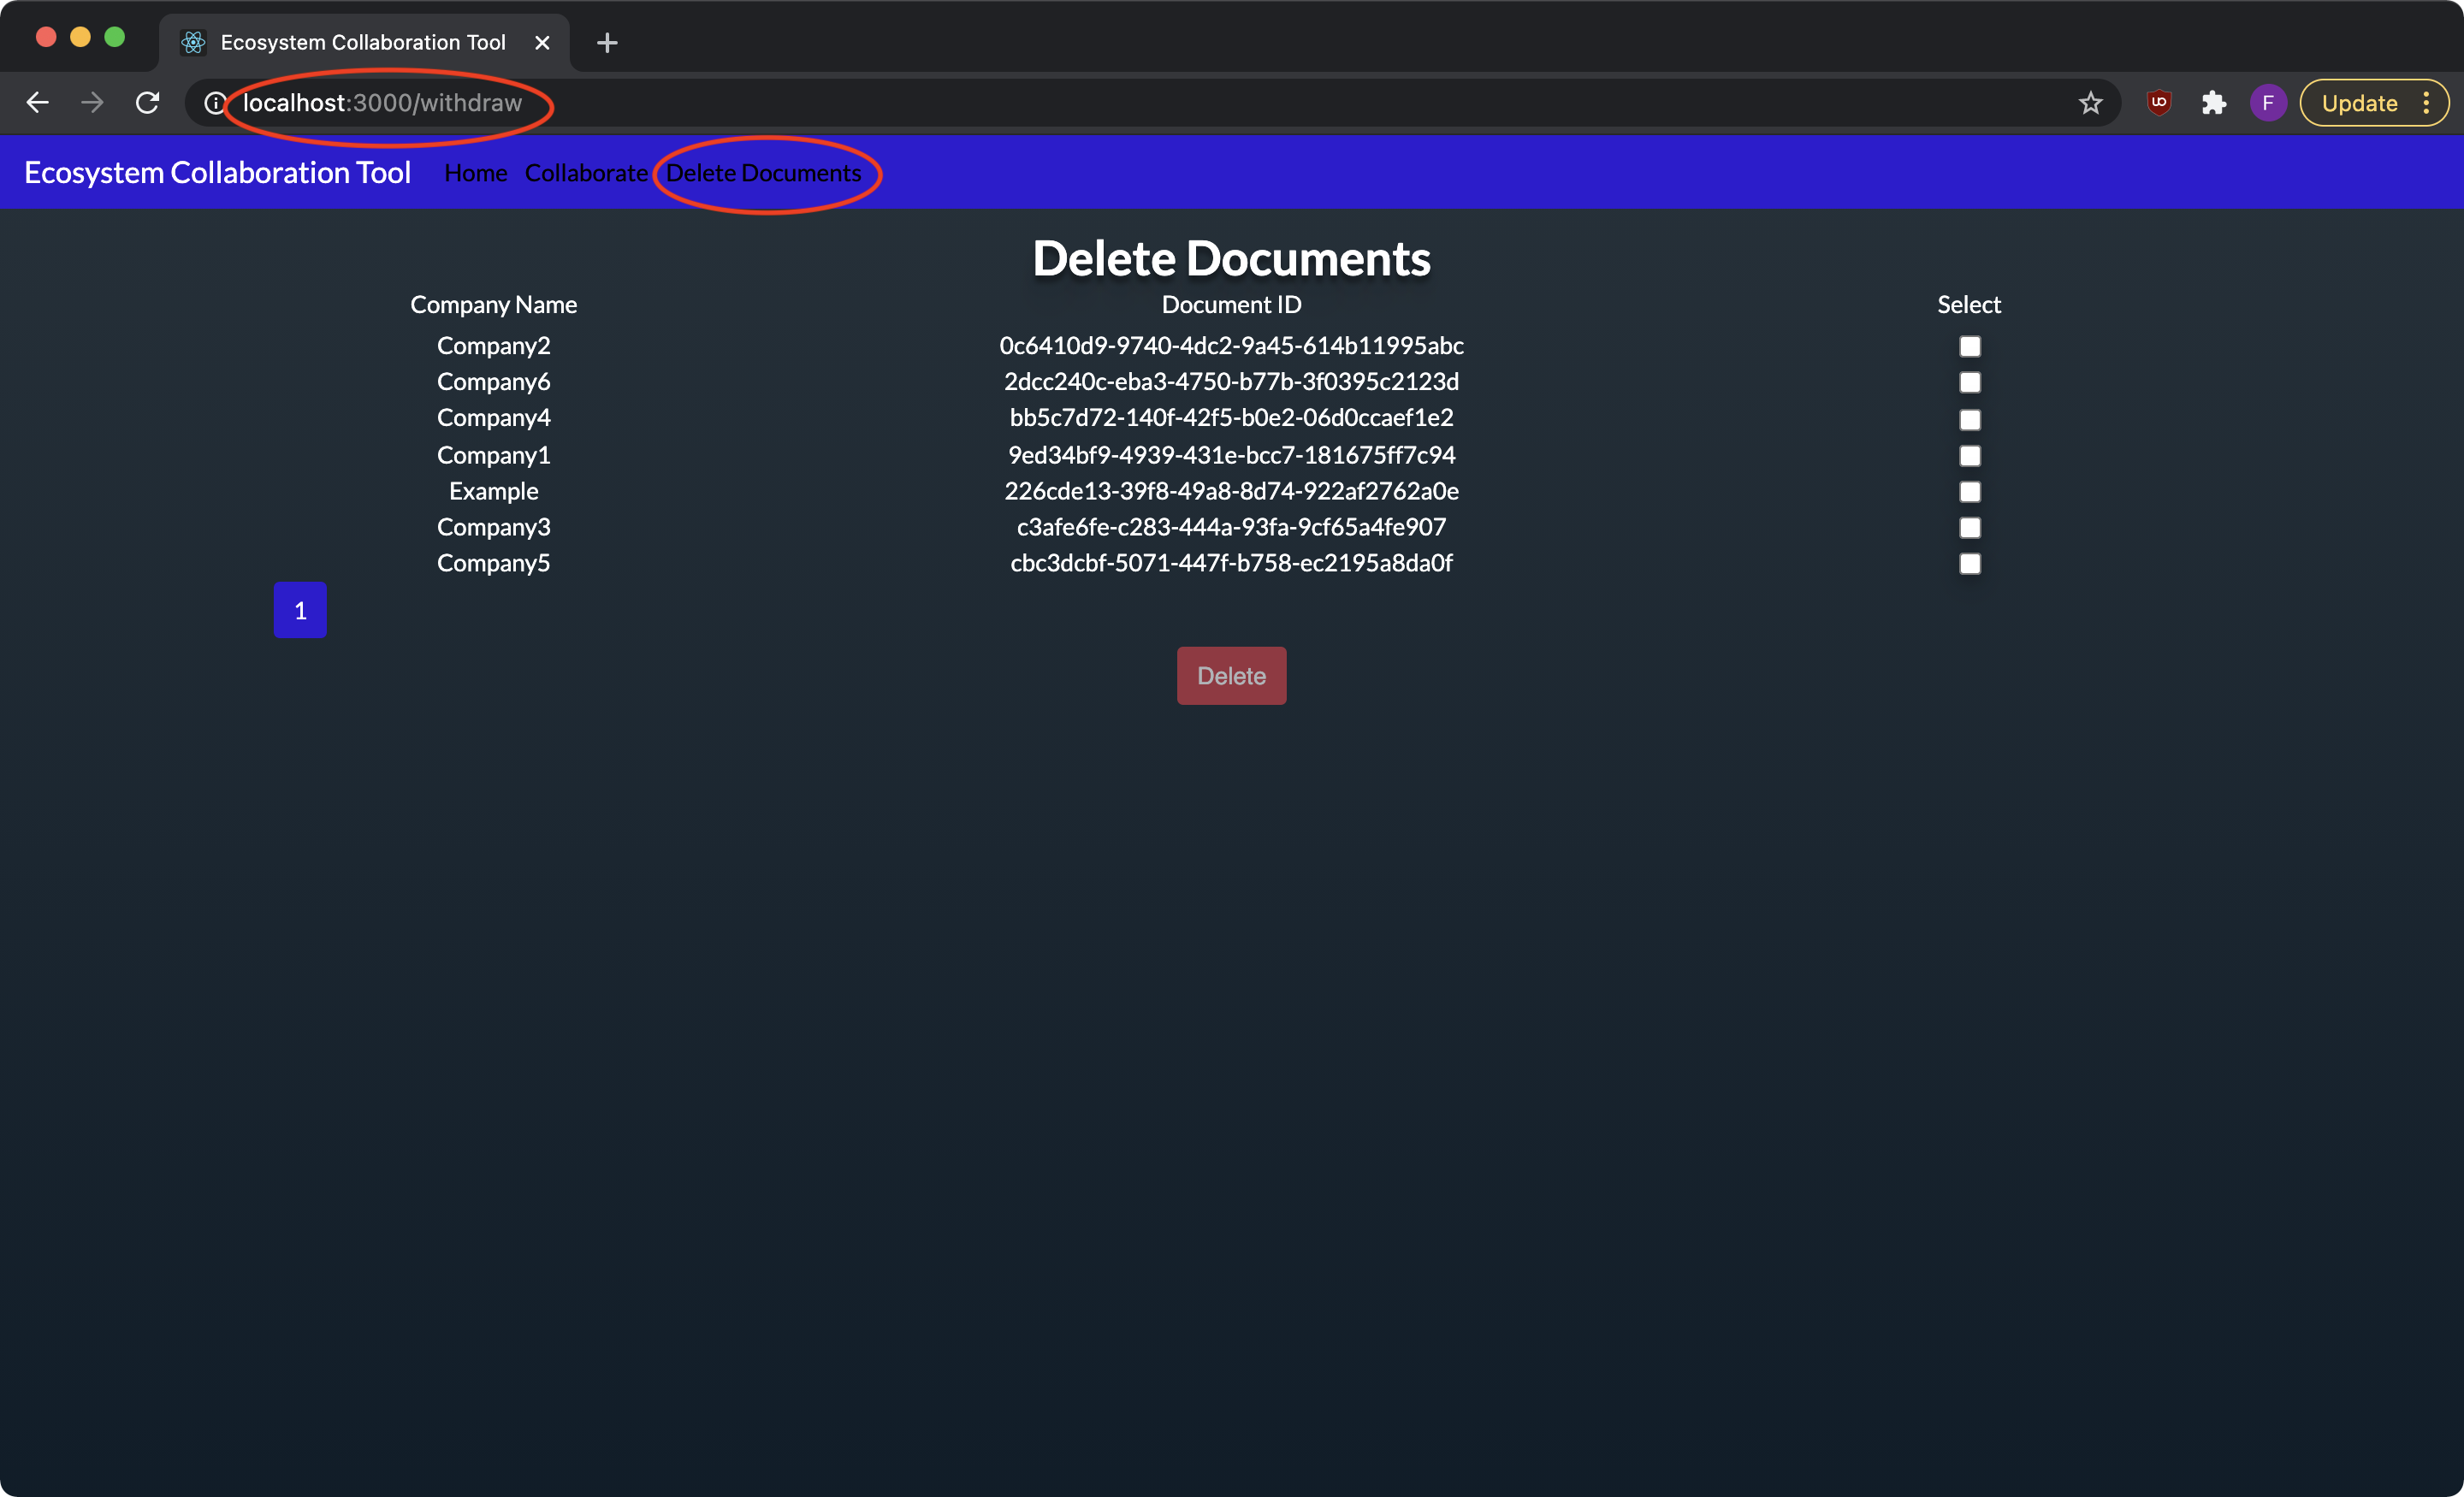 Ecosystem Collaboration Tool
localhost:3000/withdraw
F
Update
Ecosystem Collaboration Tool Home Collaborate Delete Documents
Delete Documents
Company Name Document ID Select
Company2 0c6410d9-9740-4dc2-9a45-614b11995abc
Company6 2dcc240c-eba3-4750-b77b-3f0395c2123d
Company4 bb5c7d72-140f-42f5-b0e2-06d0ccaef1e2
Company1 9ed34bf9-4939-431e-bcc7-181675ff7c94
Example 226cde13-39f8-49a8-8d74-922af2762a0e
Company3 c3afe6fe-c283-444a-93fa-9cf65a4fe907
Company5 cbc3dcbf-5071-447f-b758-ec2195a8da0f
1
Delete